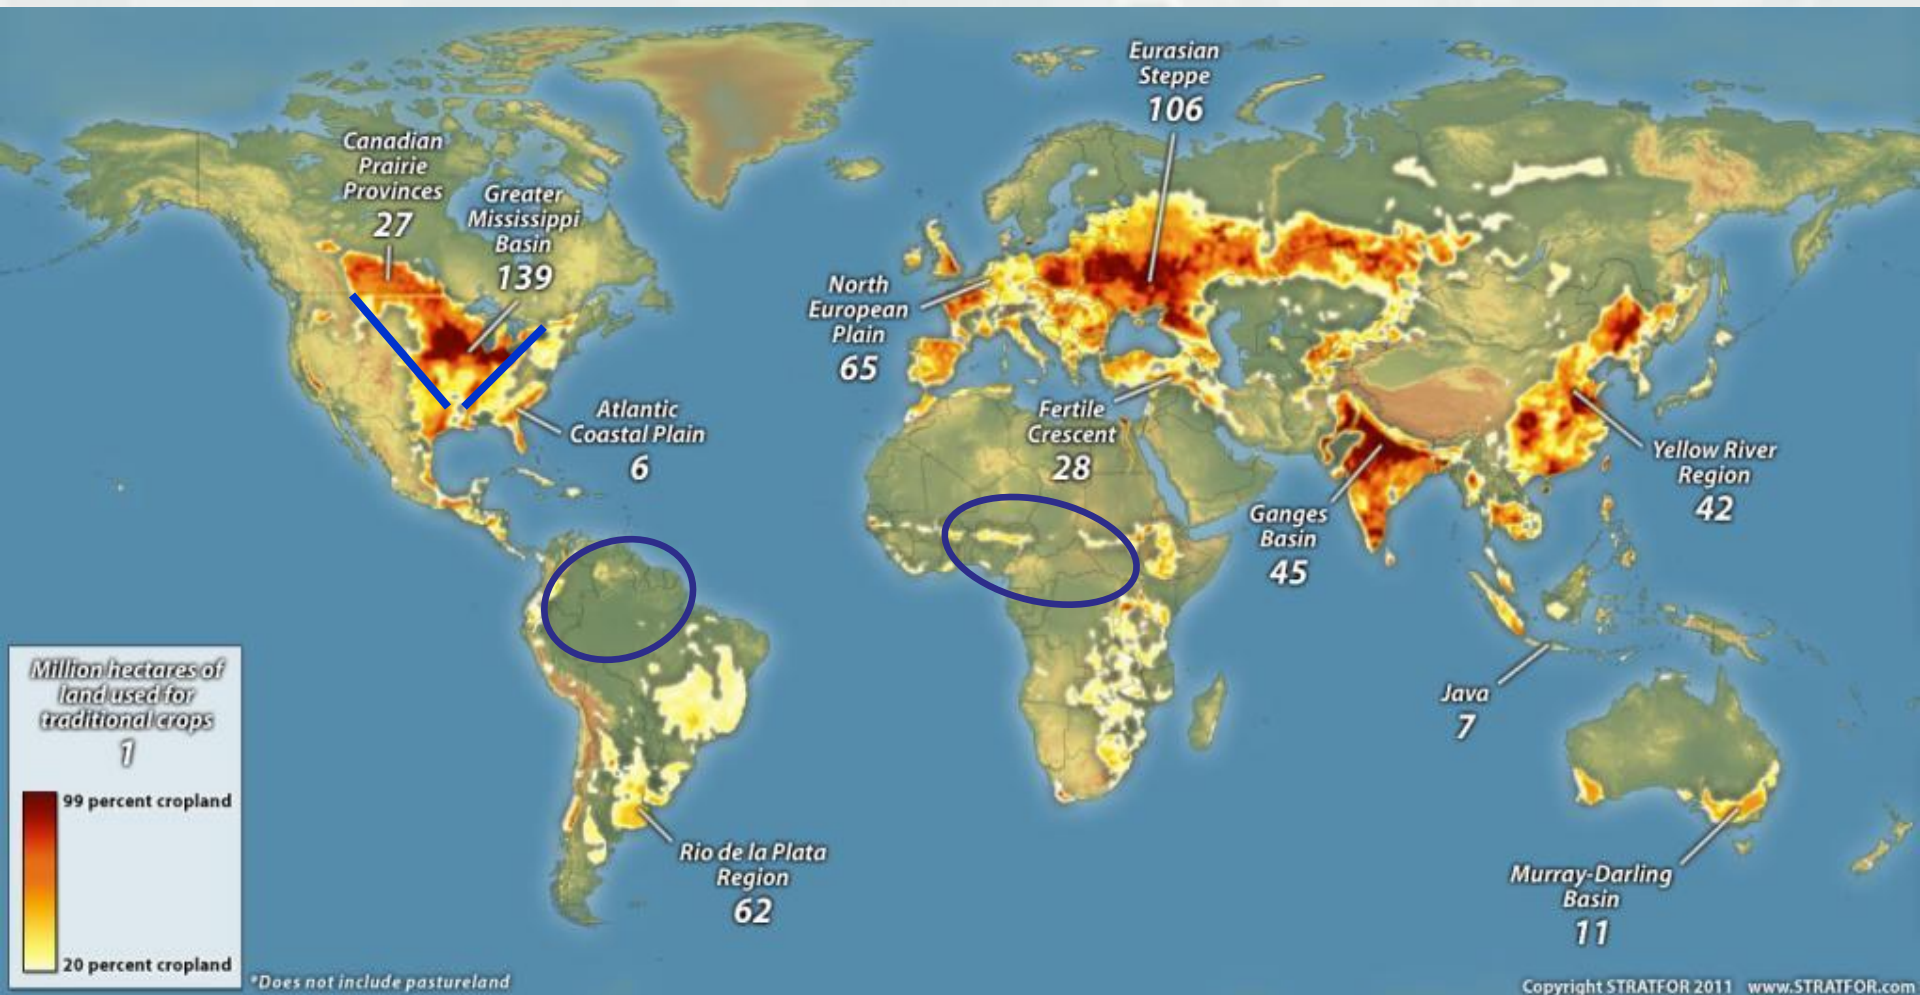 Eurasian
Steppe
106
Canadian
Prairie
Provinces
27
Greater
Mississippi
Basin
139
North
European
Plain
65
Atlantic
Coastal Plain
6
Fertile
Crescent
28
Ganges
Basin
45
Yellow River
Region
42
Java
7
Rio de la Plata
Region
62
Murray-Darling
Basin
11
Million hectares of
land used for
traditional crops
1
99 percent cropland
20 percent cropland
*Does not include pastureland
Copyright STRATFOR 2011 www.STRATFOR.com